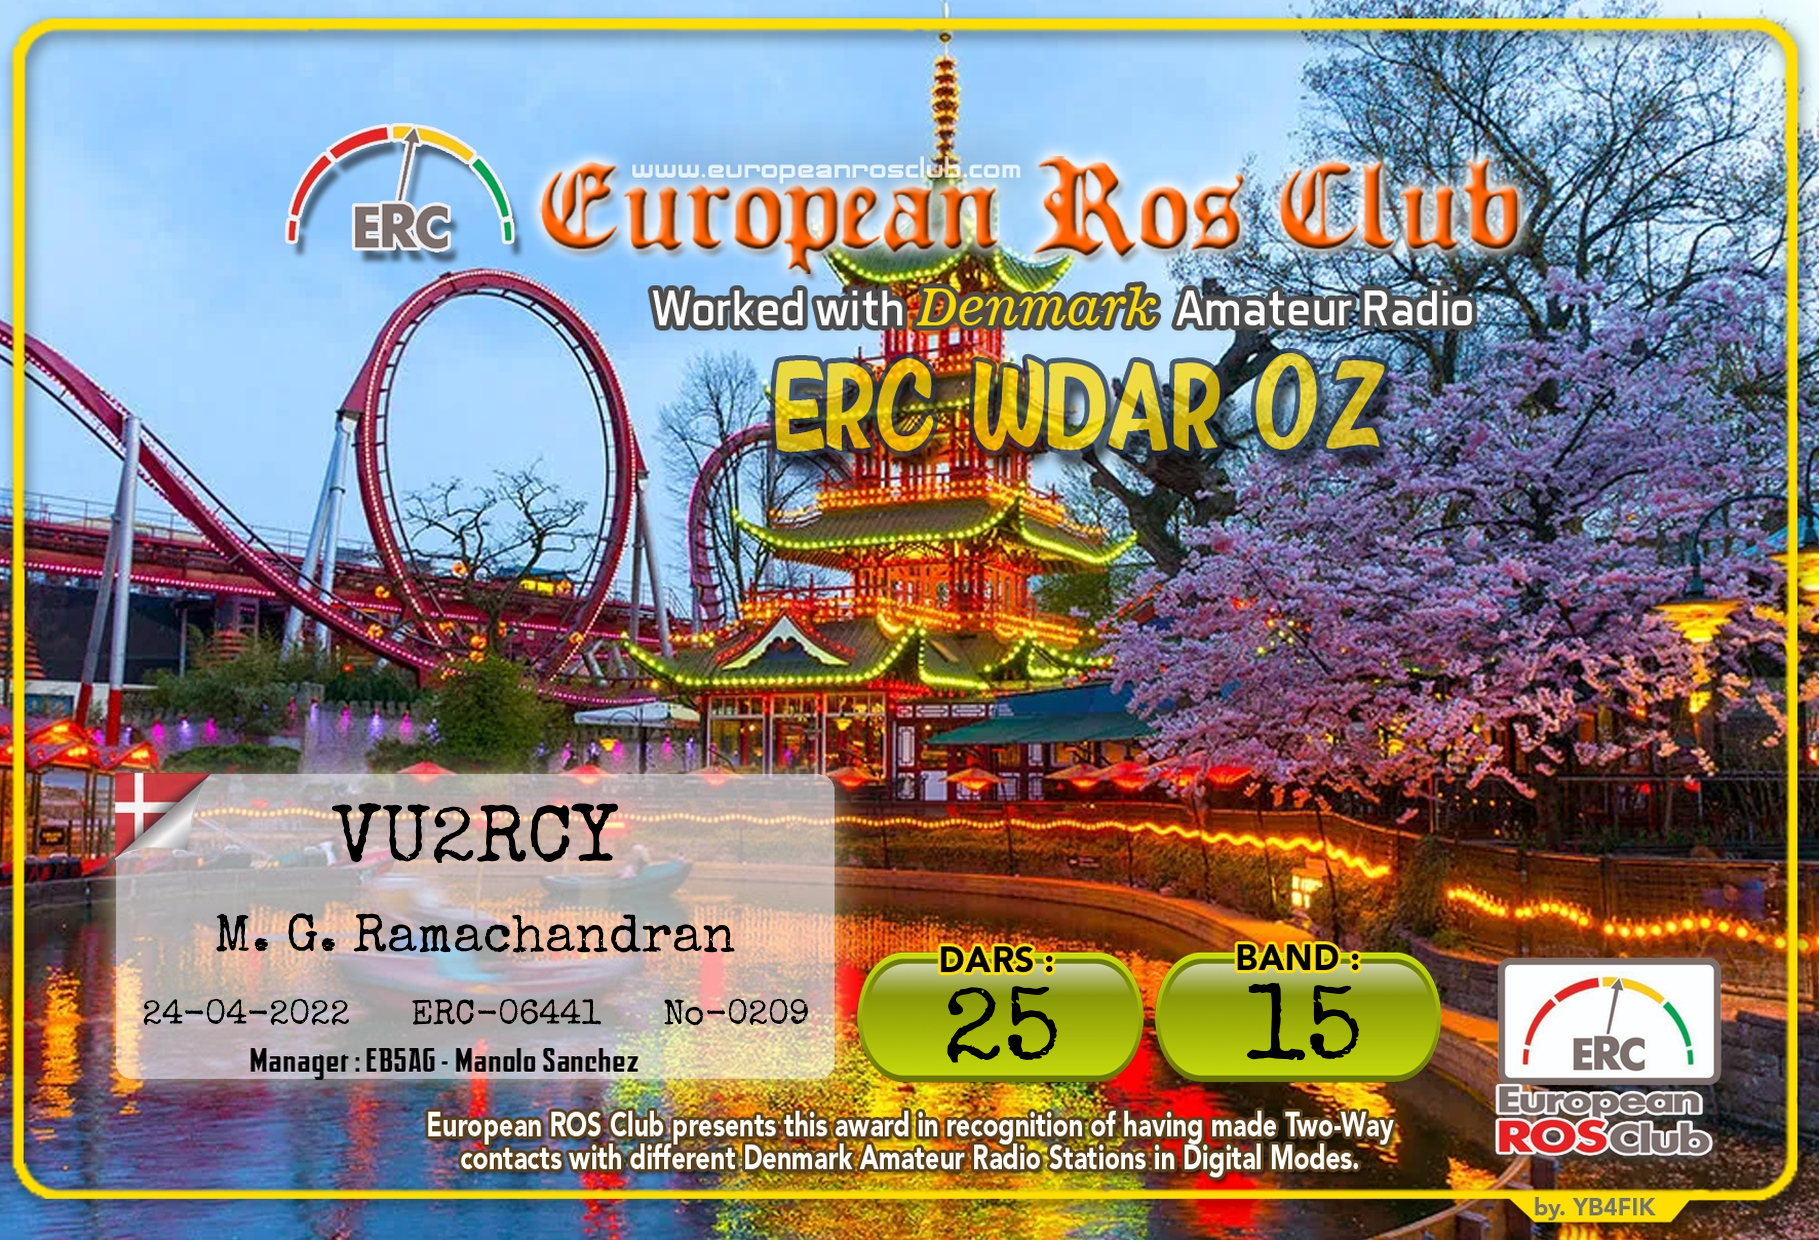 www.europeanrosclub.com
ERC
European Ros Club
Worked with Denmark Amateur Radio
ERC WDAR OZ
VU2RCY
M. G. Ramachandran
24-04-2022 ERC-06441 No-0209
Manager : EB5AG - Manolo Sanchez
DARS :
25
BAND :
15
ERC
European
ROSClub
European ROS Club presents this award in recognition of having made Two-Way
contacts with different Denmark Amateur Radio Stations in Digital Modes.
by. YB4FIK